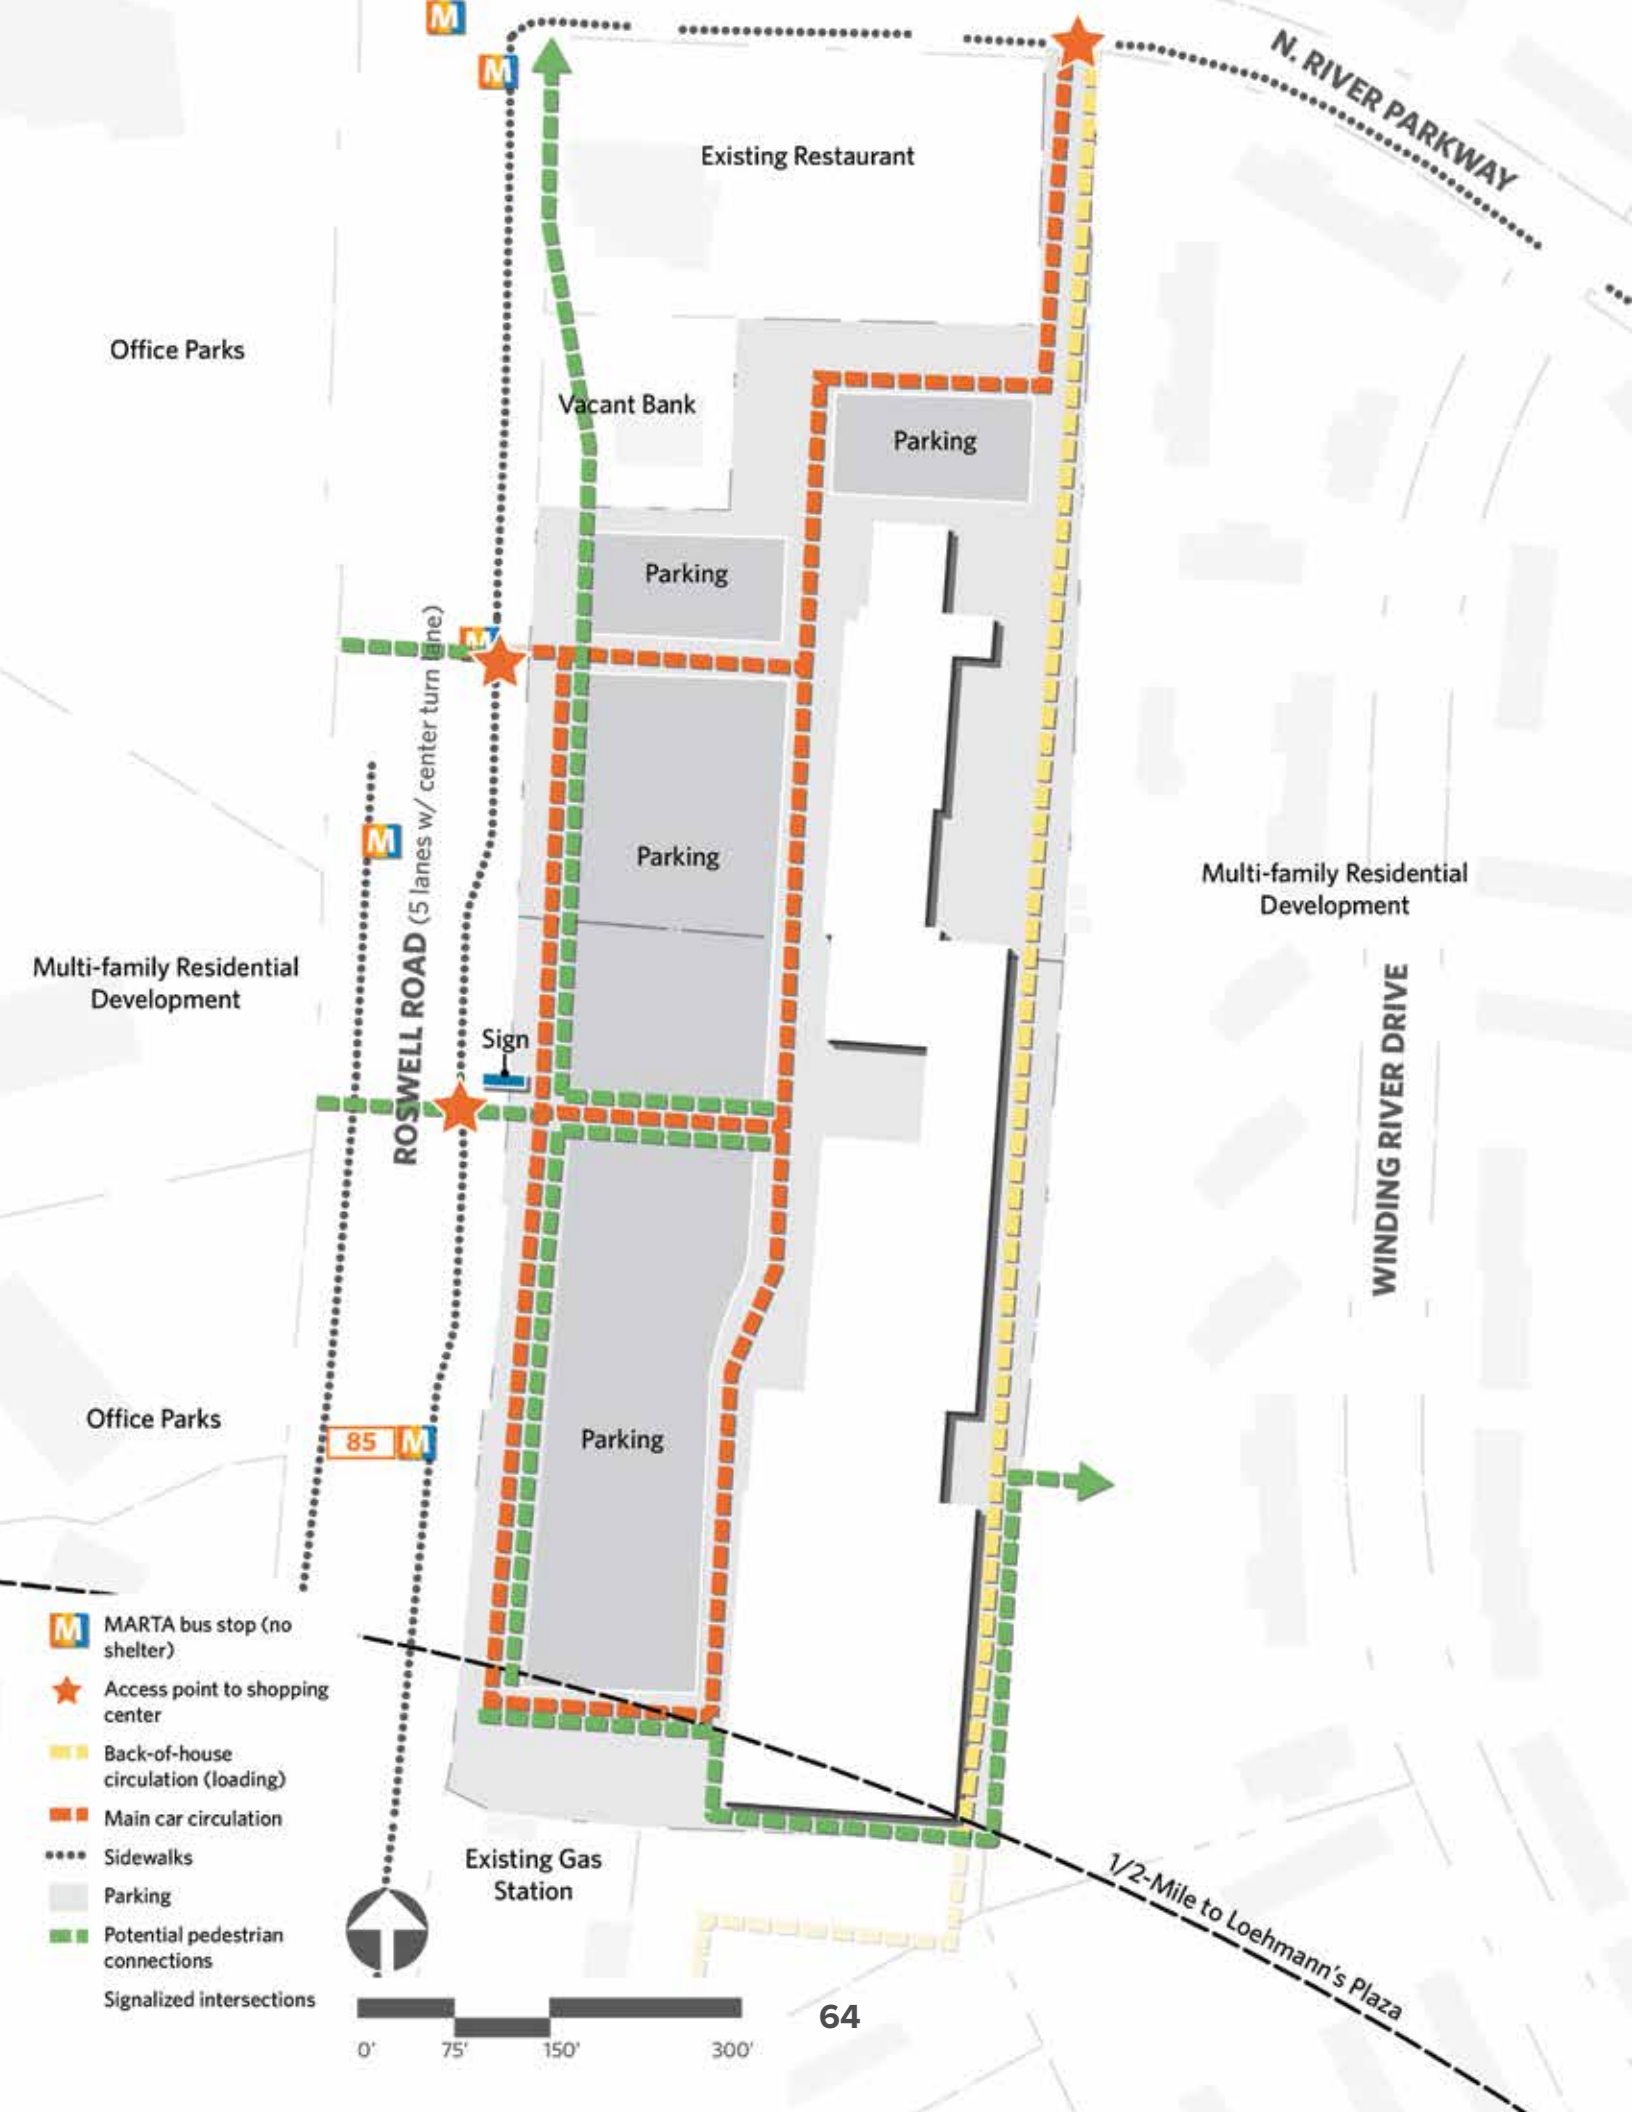 M
M
N. RIVER PARKWAY
Existing Restaurant
Office Parks
Vacant Bank
Parking
Parking
M
ROSWELL ROAD (5 lanes w/ center turn lane)
M
Parking
Multi-family Residential
Development
Multi-family Residential
Development
WINDING RIVER DRIVE
Sign
Office Parks
85 M
Parking
M MARTA bus stop (no
shelter)
Access point to shopping
center
Back-of-house
circulation (loading)
Main car circulation
Sidewalks
Parking
Potential pedestrian
connections
Signalized intersections
Existing Gas
Station
1/2-Mile to Loehmann's Plaza
64
0' 75' 150' 300'